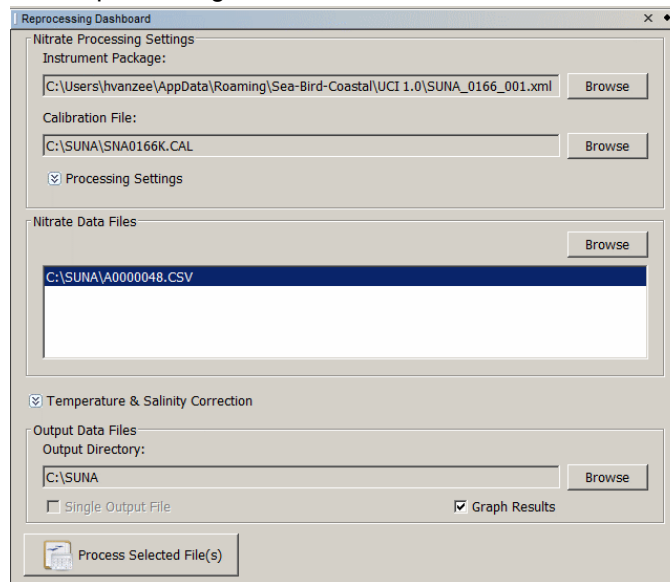 Reprocessing Dashboard
Nitrate Processing Settings
Instrument Package:
C:\Users\hvanzee\AppData\Roaming\Sea-Bird-Coastal\UCI 1.0\SUNA_0166_001.xml Browse
Calibration File:
C:\SUNA\SNA0166K.CAL Browse
Processing Settings
Nitrate Data Files
Browse
C:\SUNA\A0000048.CSV
Temperature & Salinity Correction
Output Data Files
Output Directory:
C:\SUNA Browse
Single Output File Graph Results
Process Selected File(s)